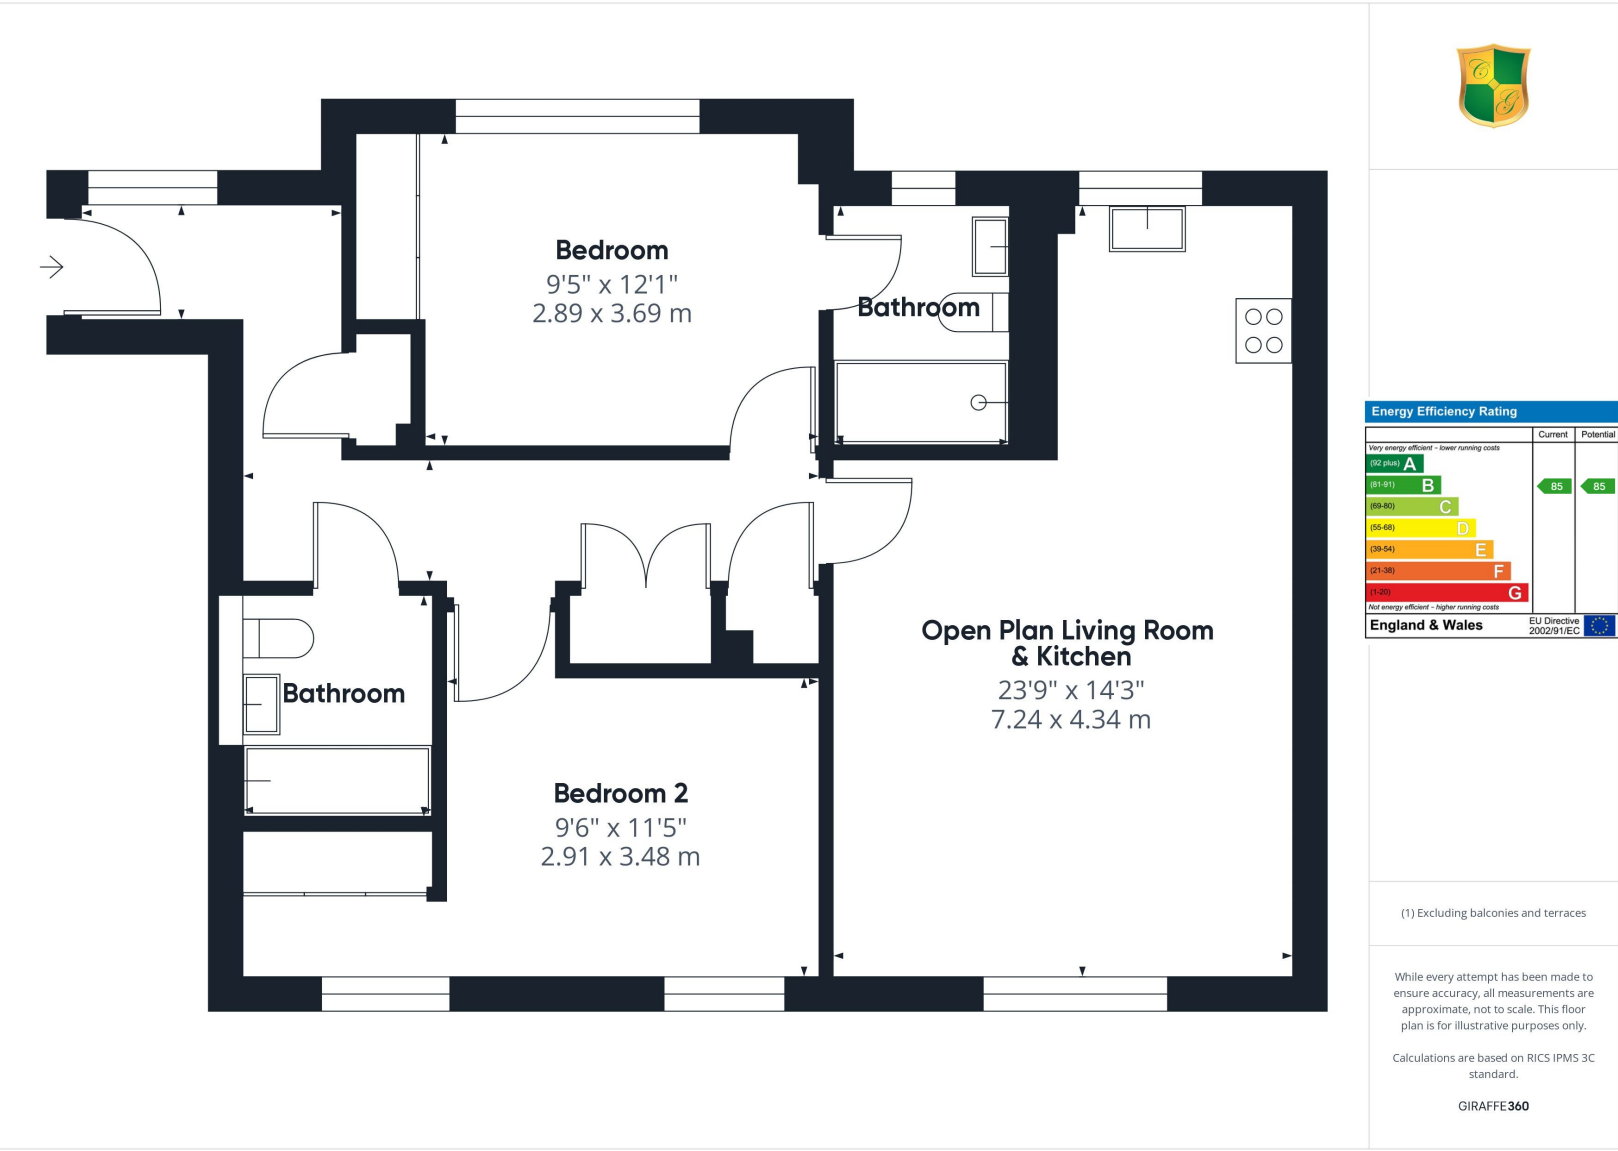 Bedroom
9'5" x 12'1"
2.89 x 3.69 m
Bathroom
Open Plan Living Room
& Kitchen
23'9" x 14'3"
7.24 x 4.34 m
Bathroom
Bedroom 2
9'6" x 11'5"
2.91 x 3.48 m
C
G
Energy Efficiency Rating
Current Potential
Very energy efficient – lower running costs
(92 plus) A
(81-91) B 85 85
(69-80) C
(55-68) D
(39-54) E
(21-38) F
(1-20) G
Not energy efficient – higher running costs
England & Wales
EU Directive
2002/91/EC
(1) Excluding balconies and terraces
While every attempt has been made to
ensure accuracy, all measurements are
approximate, not to scale. This floor
plan is for illustrative purposes only.
Calculations are based on RICS IPMS 3C
standard.
GIRAFFE360